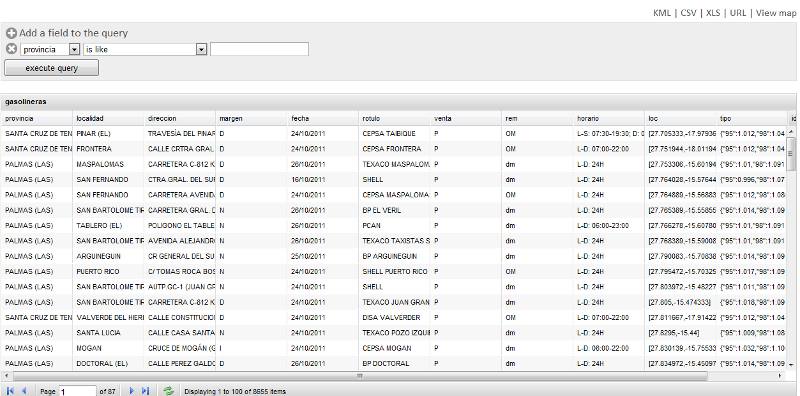 KML | CSV | XLS | URL | View map
Add a field to the query
provincia is like
execute query
gasolineras
provincia localidad direccion margen fecha rotulo venta rem horario loc tipo id
SANTA CRUZ DE TEN PINAR (EL) TRAVESÍA DEL PINAR D 24/10/2011 CEPSA TAIBIQUE P OM L-S: 07:30-19:30; D: 0 [27.705333,-17.97936 {"95":1.012,"98":1.04
SANTA CRUZ DE TEN FRONTERA CALLE CRTRA GRAL. D 24/10/2011 CEPSA FRONTERA P OM L-D: 07:00-22:00 [27.751944,-18.01194 {"95":1.012,"98":1.04
PALMAS (LAS) MASPALOMAS CARRETERA C-812 K D 26/10/2011 TEXACO MASPALOM P dm L-D: 24H [27.753306,-15.60194 {"95":1.01,"98":1.091
PALMAS (LAS) SAN FERNANDO CTRA.GRAL. DEL SUR D 16/10/2011 SHELL P dm L-D: 24H [27.764028,-15.57644 {"95":0.996,"98":1.07
PALMAS (LAS) SAN FERNANDO CARRETERA AVENID D 24/10/2011 CEPSA MASPALOMAS P OM L-D: 24H [27.764889,-15.56883 {"95":1.012,"98":1.08
PALMAS (LAS) SAN BARTOLOME TIR CARRETERA GRAL. D N 26/10/2011 BP EL VERIL P dm L-D: 24H [27.765389,-15.55855 {"95":1.014,"98":1.09
PALMAS (LAS) TABLERO (EL) POLIGONO EL TABLE N 26/10/2011 PCAN P dm L-D: 06:00-23:00 [27.766278,-15.60780 {"95":1.01,"98":1.091
PALMAS (LAS) SAN BARTOLOME TIR AVENIDA ALEJANDR N 26/10/2011 TEXACO TAXISTAS S P dm L-D: 24H [27.768389,-15.59008 {"95":1.01,"98":1.091
PALMAS (LAS) ARGUINEGUIN CR GENERAL DEL SU N 25/10/2011 BP ARGUINEGUIN P dm L-D: 24H [27.790083,-15.70838 {"95":1.014,"98":1.09
PALMAS (LAS) PUERTO RICO C/TOMAS ROCA BOS N 24/10/2011 SHELL PUERTO RICO P OM L-D: 24H [27.795472,-15.70325 {"95":1.017,"98":1.09
PALMAS (LAS) SAN BARTOLOME TIR AUTP.GC-1 (JUAN GR N 24/10/2011 SHELL P dm L-D: 24H [27.803972,-15.48227 {"95":1.011,"98":1.09
PALMAS (LAS) SAN BARTOLOME TIR CARRETERA C-812 K D 24/10/2011 TEXACO JUAN GRAN P dm L-D: 24H [27.805,-15.474333] {"95":1.018,"98":1.09
SANTA CRUZ DE TEN VALVERDE DEL HIER CALLE CONSTITUCIO D 24/10/2011 DISA VALVERDER P OM L-D: 07:00-22:00 [27.811667,-17.91422 {"95":1.012,"98":1.04
PALMAS (LAS) SANTA LUCIA CALLE CASA SANTA N 24/10/2011 TEXACO POZO IZQUI P dm L-D: 24H [27.8295,-15.44] {"95":1.009,"98":1.08
PALMAS (LAS) MOGAN CRUCE DE MOGÁN (G I 24/10/2011 CEPSA MOGAN P OM L-D: 06:00-22:00 [27.830139,-15.75533 {"95":1.032,"98":1.10
PALMAS (LAS) DOCTORAL (EL) CALLE PEREZ GALDO D 26/10/2011 BP DOCTORAL P dm L-D: 24H [27.834972,-15.45097 {"95":1.014,"98":1.09
Page 1 of 87 Displaying 1 to 100 of 8655 items